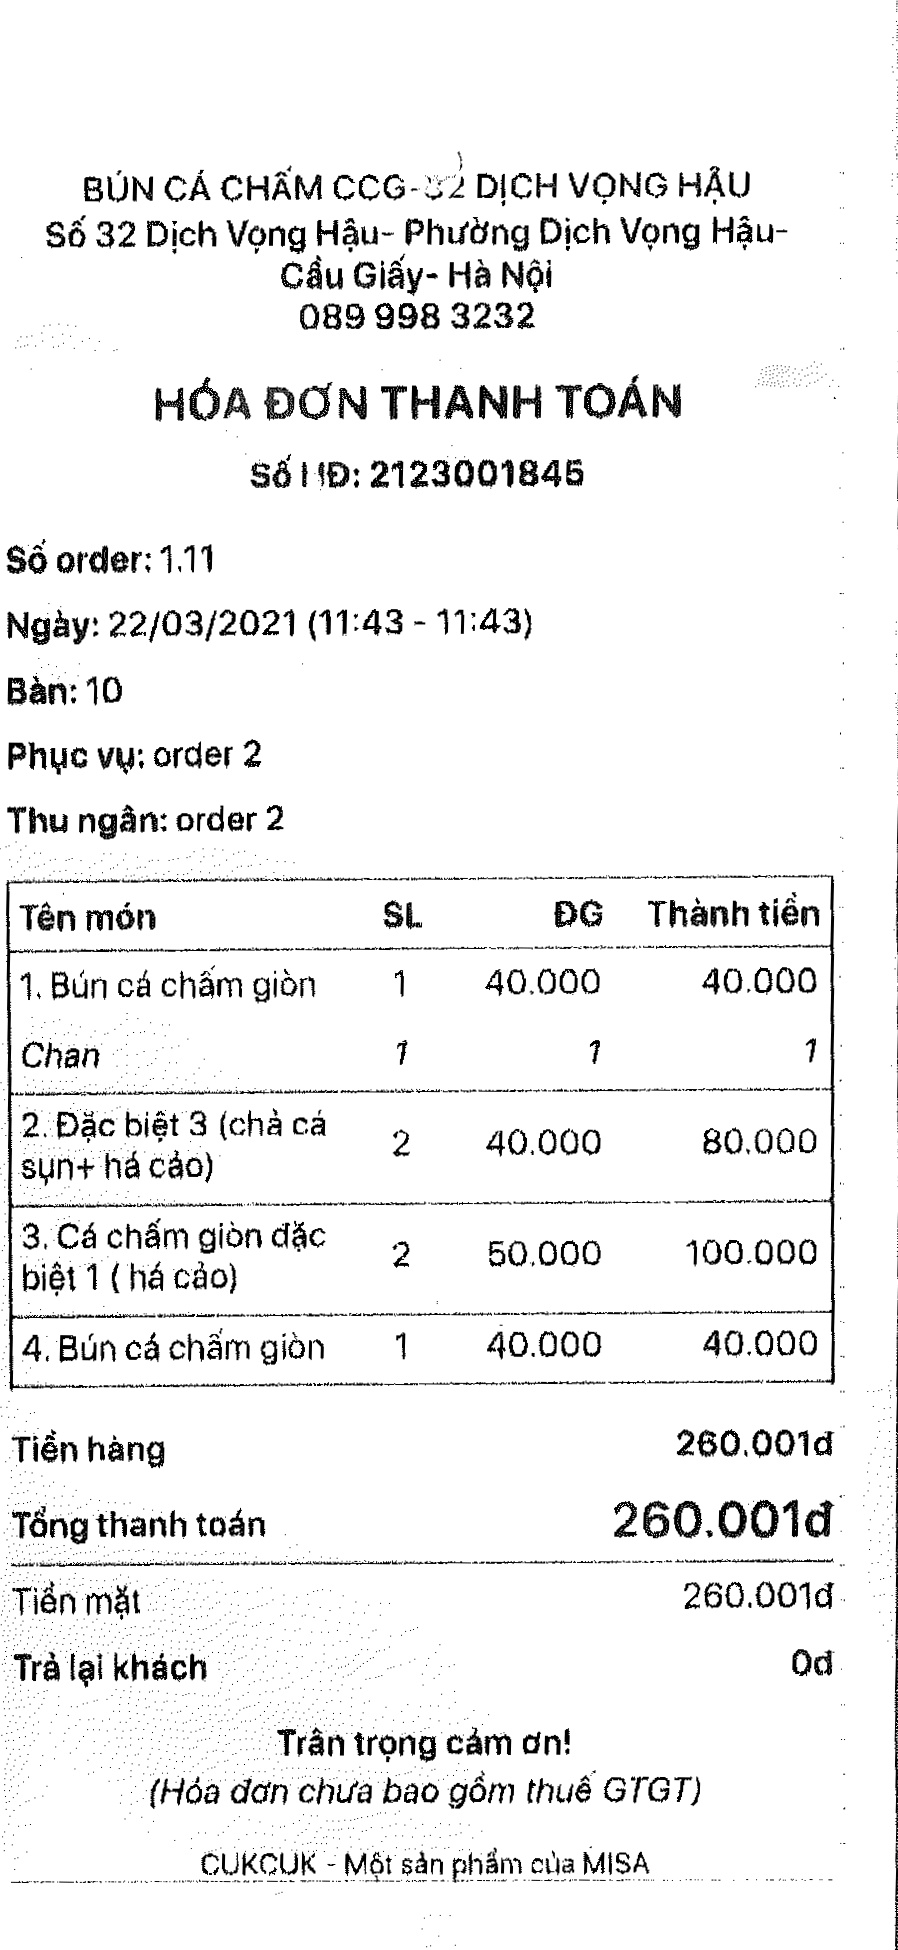 BÚN CÁ CHẤM CCG-32 DỊCH VỌNG HẬU
Số 32 Dịch Vọng Hậu- Phường Dịch Vọng Hậu-
Cầu Giấy- Hà Nội
089 998 3232
HÓA ĐƠN THANH TOÁN
Số HĐ: 2123001845
Số order: 1.11
Ngày: 22/03/2021 (11:43 - 11:43)
Bàn: 10
Phục vụ: order 2
Thu ngân: order 2
Tên món SL ĐG Thành tiền
1. Bún cá chấm giòn 1 40.000 40.000
Chan 1 1 1
2. Đặc biệt 3 (chả cá
sụn+ há cảo) 2 40.000 80.000
3. Cá chấm giòn đặc
biệt 1 ( há cảo) 2 50.000 100.000
4. Bún cá chấm giòn 1 40.000 40.000
Tiền hàng 260.001đ
Tổng thanh toán 260.001đ
Tiền mặt 260.001đ
Trả lại khách 0đ
Trân trọng cảm ơn!
(Hóa đơn chưa bao gồm thuế GTGT)
CUKCUK - Một sản phẩm của MISA